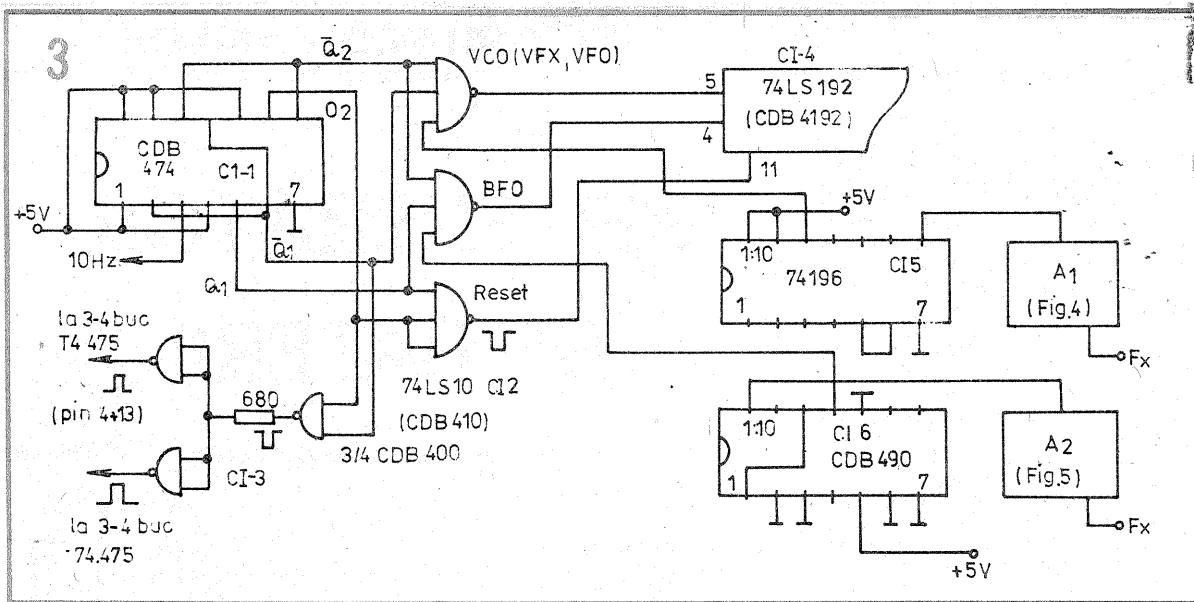 3
Q̄2
VCO(VFX, VFO)
CI-4
5
74LS192
(CDB 4192)
4
11
O2
CDB
474
C1-1
1
7
+5V
10Hz
Q̄1
Q1
BFO
Reset
+5V
1:10
CI5
74196
1
7
A1
(Fig.4)
Fx
la 3-4 buc
T4 475
(pin 4+13)
680
74LS10 CI2
(CDB 410)
3/4 CDB 400
CI-3
la 3-4 buc
74.475
1:10
CI 6
CDB 490
1
7
A2
(Fig.5)
Fx
+5V